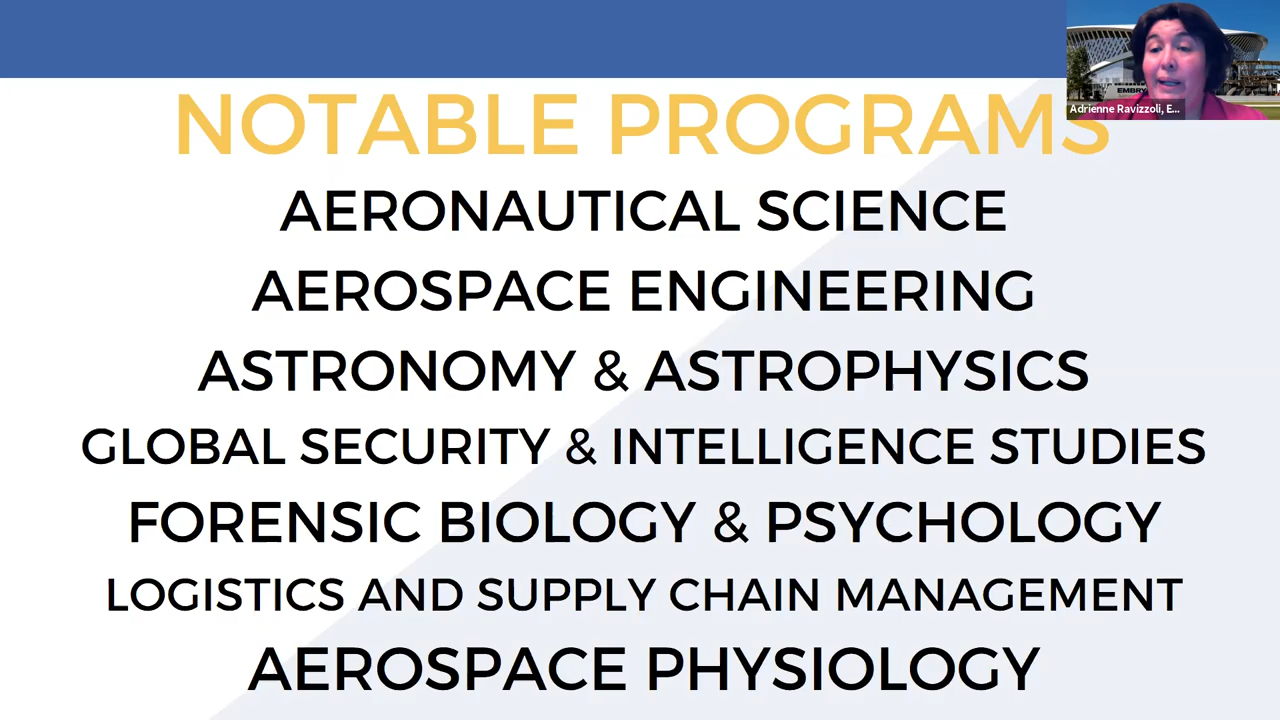 EMBRY
Adrienne Ravizzoli, E...
NOTABLE PROGRAMS
AERONAUTICAL SCIENCE
AEROSPACE ENGINEERING
ASTRONOMY & ASTROPHYSICS
GLOBAL SECURITY & INTELLIGENCE STUDIES
FORENSIC BIOLOGY & PSYCHOLOGY
LOGISTICS AND SUPPLY CHAIN MANAGEMENT
AEROSPACE PHYSIOLOGY